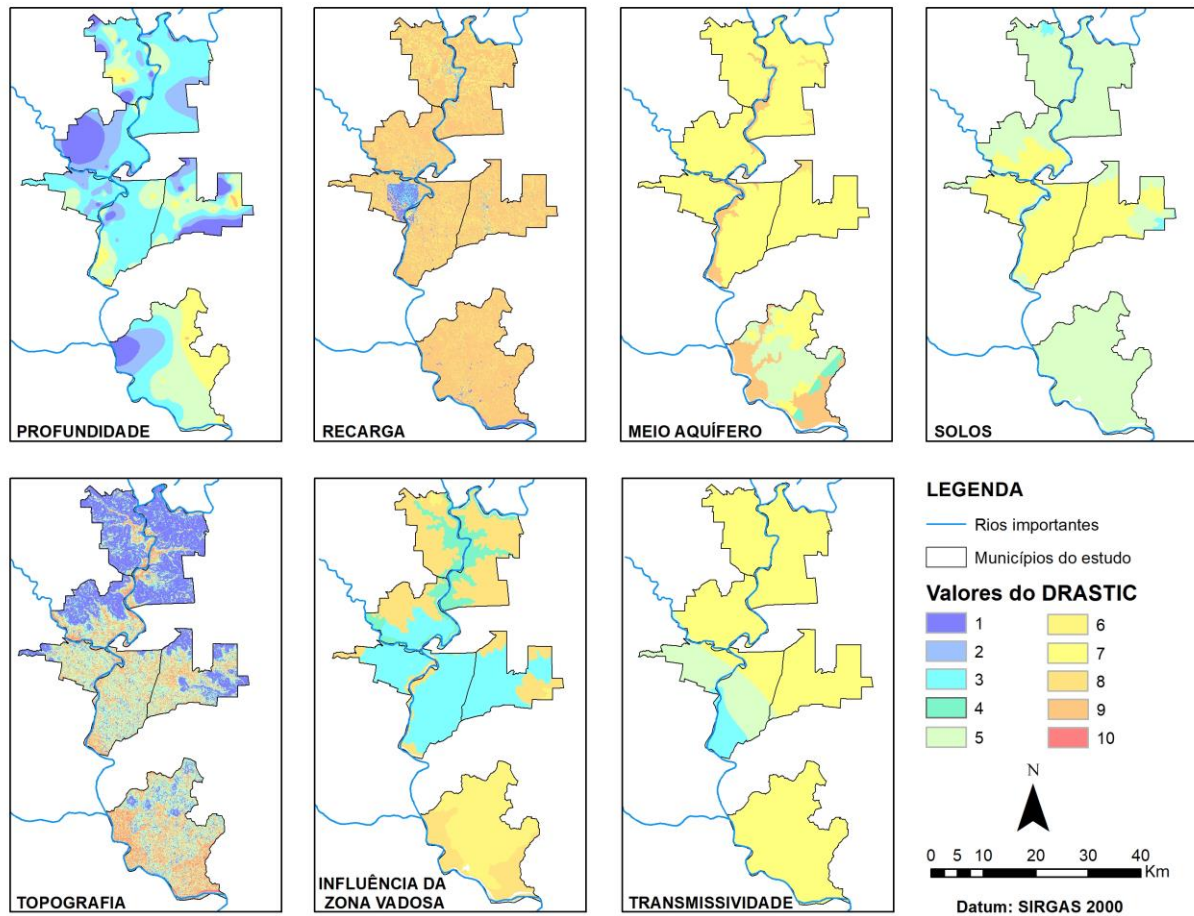 PROFUNDIDADE
RECARGA
MEIO AQUÍFERO
SOLOS
TOPOGRAFIA
INFLUÊNCIA DA
ZONA VADOSA
TRANSMISSIVIDADE
LEGENDA
Rios importantes
Municípios do estudo
Valores do DRASTIC
1 6
2 7
3 8
4 9
5 10
N
0 5 10 20 30 40
Km
Datum: SIRGAS 2000